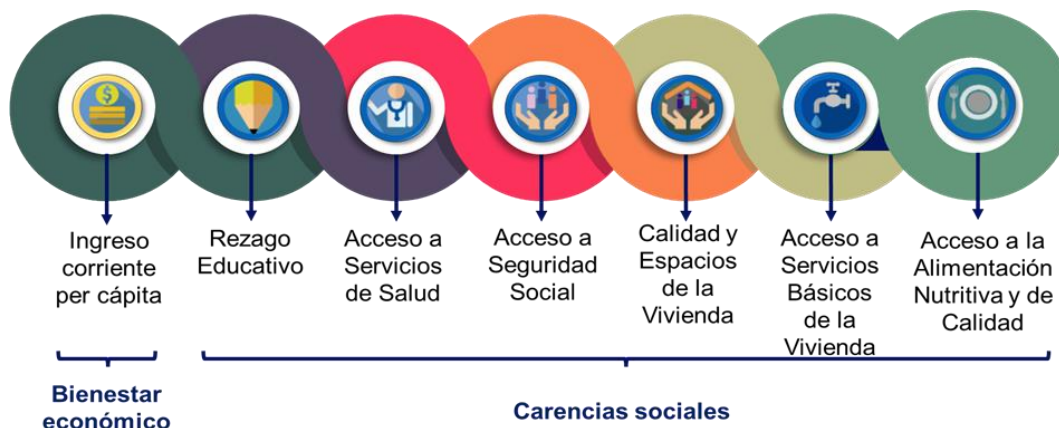 $
Ingreso
corriente
per cápita
Rezago
Educativo
Acceso a
Servicios
de Salud
Acceso a
Seguridad
Social
Calidad y
Espacios
de la
Vivienda
Acceso a
Servicios
Básicos
de la
Vivienda
Acceso a la
Alimentación
Nutritiva y de
Calidad
Bienestar
económico
Carencias sociales